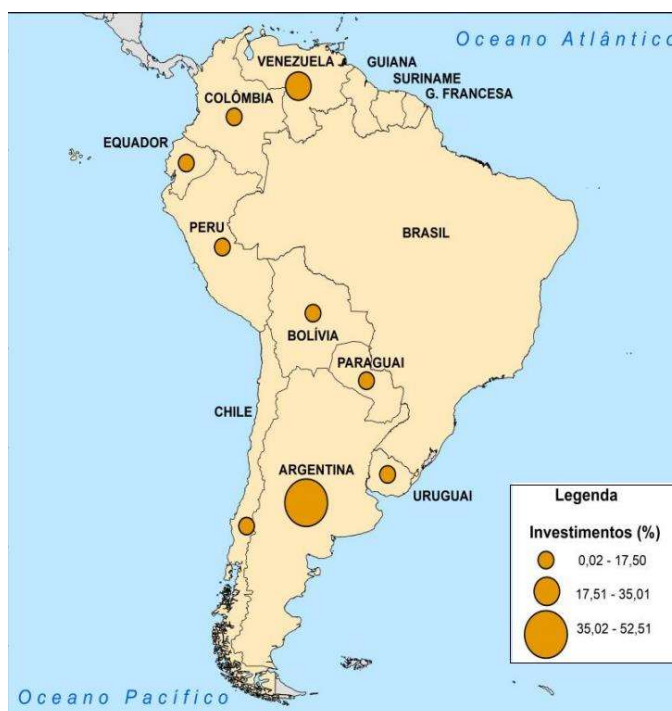 Oceano Atlântico
VENEZUELA
GUIANA
SURINAME
G. FRANCESA
COLÔMBIA
EQUADOR
PERU
BRASIL
BOLÍVIA
PARAGUAI
CHILE
ARGENTINA
URUGUAI
Legenda
Investimentos (%)
0,02 - 17,50
17,51 - 35,01
35,02 - 52,51
Oceano Pacífico